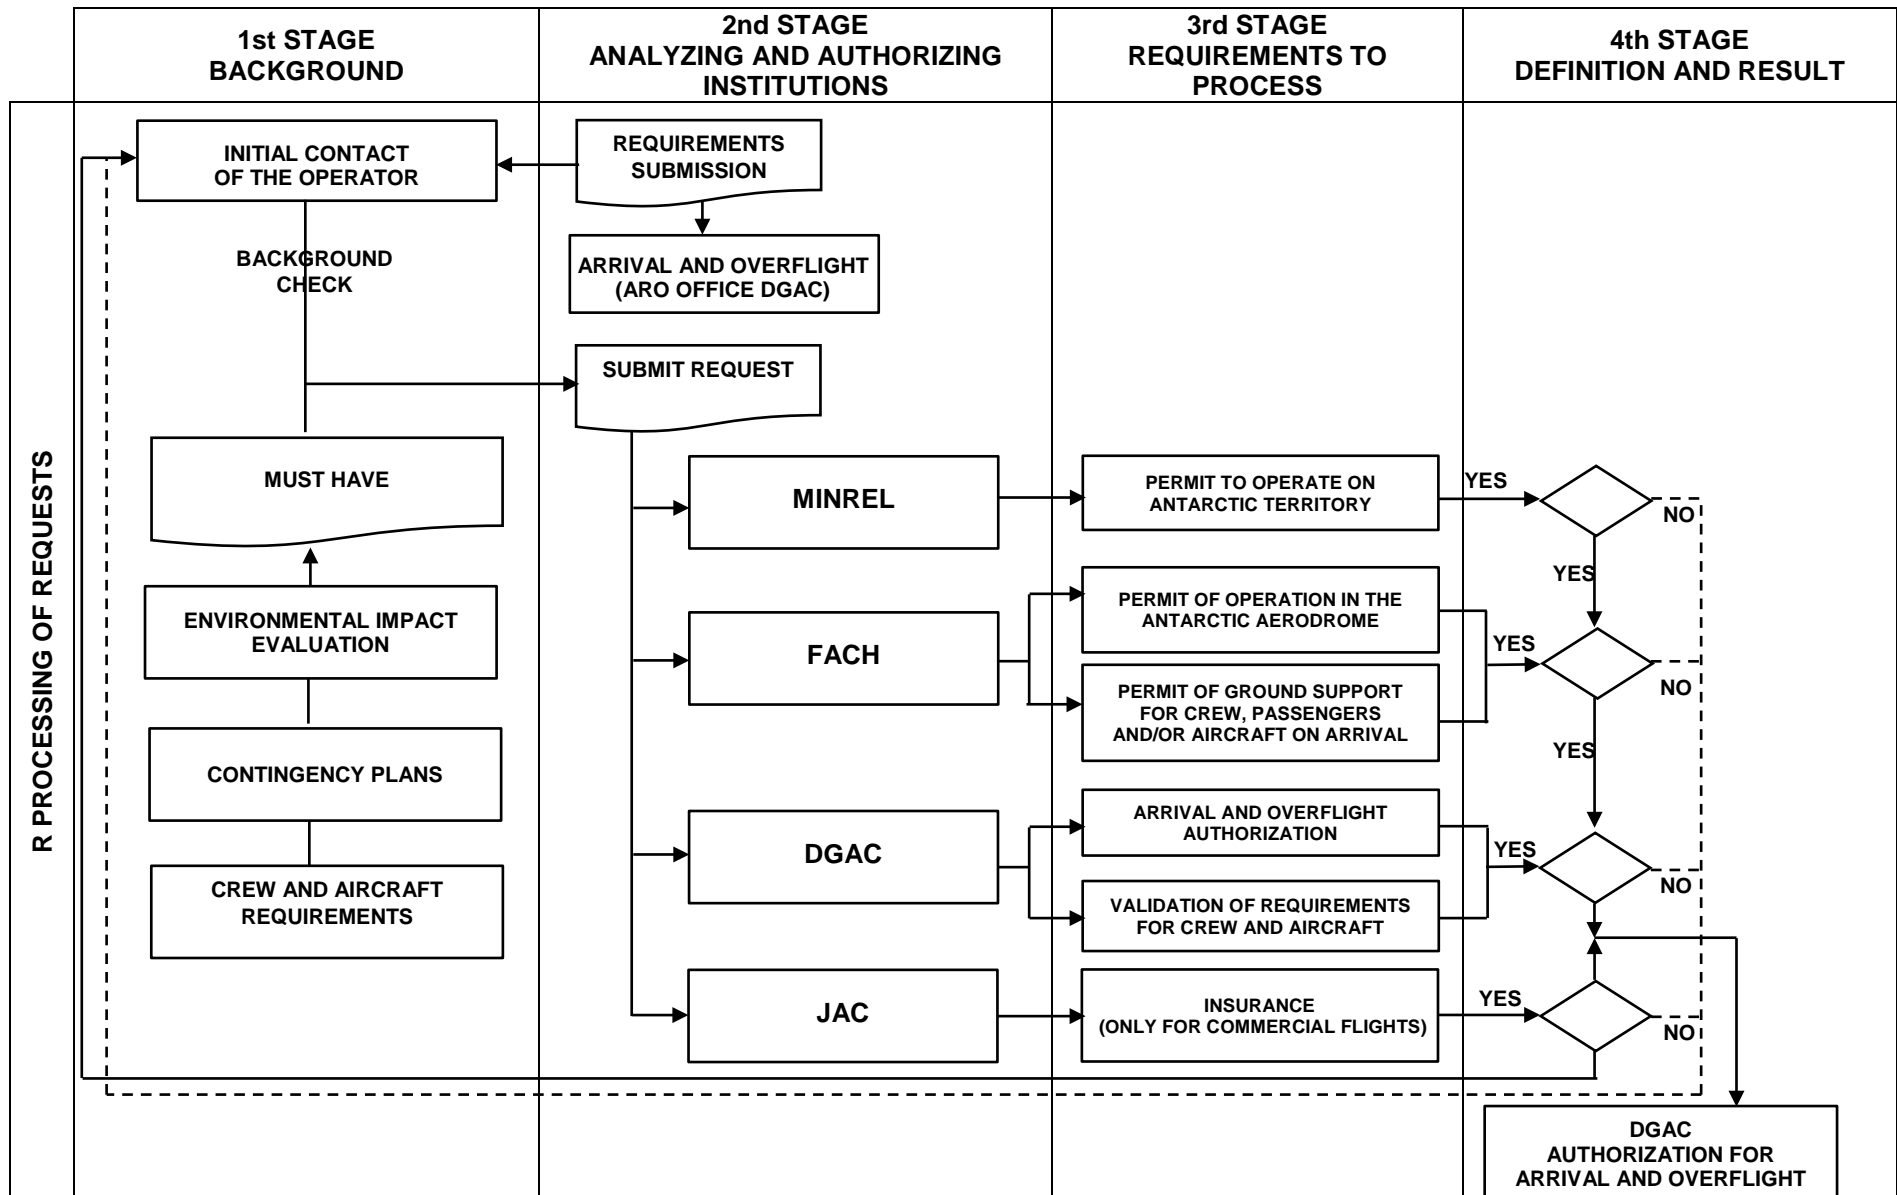 1st STAGE
BACKGROUND
2nd STAGE
ANALYZING AND AUTHORIZING
INSTITUTIONS
3rd STAGE
REQUIREMENTS TO
PROCESS
4th STAGE
DEFINITION AND RESULT
R PROCESSING OF REQUESTS
INITIAL CONTACT
OF THE OPERATOR
BACKGROUND
CHECK
MUST HAVE
ENVIRONMENTAL IMPACT
EVALUATION
CONTINGENCY PLANS
CREW AND AIRCRAFT
REQUIREMENTS
REQUIREMENTS
SUBMISSION
ARRIVAL AND OVERFLIGHT
(ARO OFFICE DGAC)
SUBMIT REQUEST
MINREL
FACH
DGAC
JAC
PERMIT TO OPERATE ON
ANTARCTIC TERRITORY
PERMIT OF OPERATION IN THE
ANTARCTIC AERODROME
PERMIT OF GROUND SUPPORT
FOR CREW, PASSENGERS
AND/OR AIRCRAFT ON ARRIVAL
ARRIVAL AND OVERFLIGHT
AUTHORIZATION
VALIDATION OF REQUIREMENTS
FOR CREW AND AIRCRAFT
INSURANCE
(ONLY FOR COMMERCIAL FLIGHTS)
YES
NO
YES
YES
NO
YES
YES
NO
YES
NO
DGAC
AUTHORIZATION FOR
ARRIVAL AND OVERFLIGHT